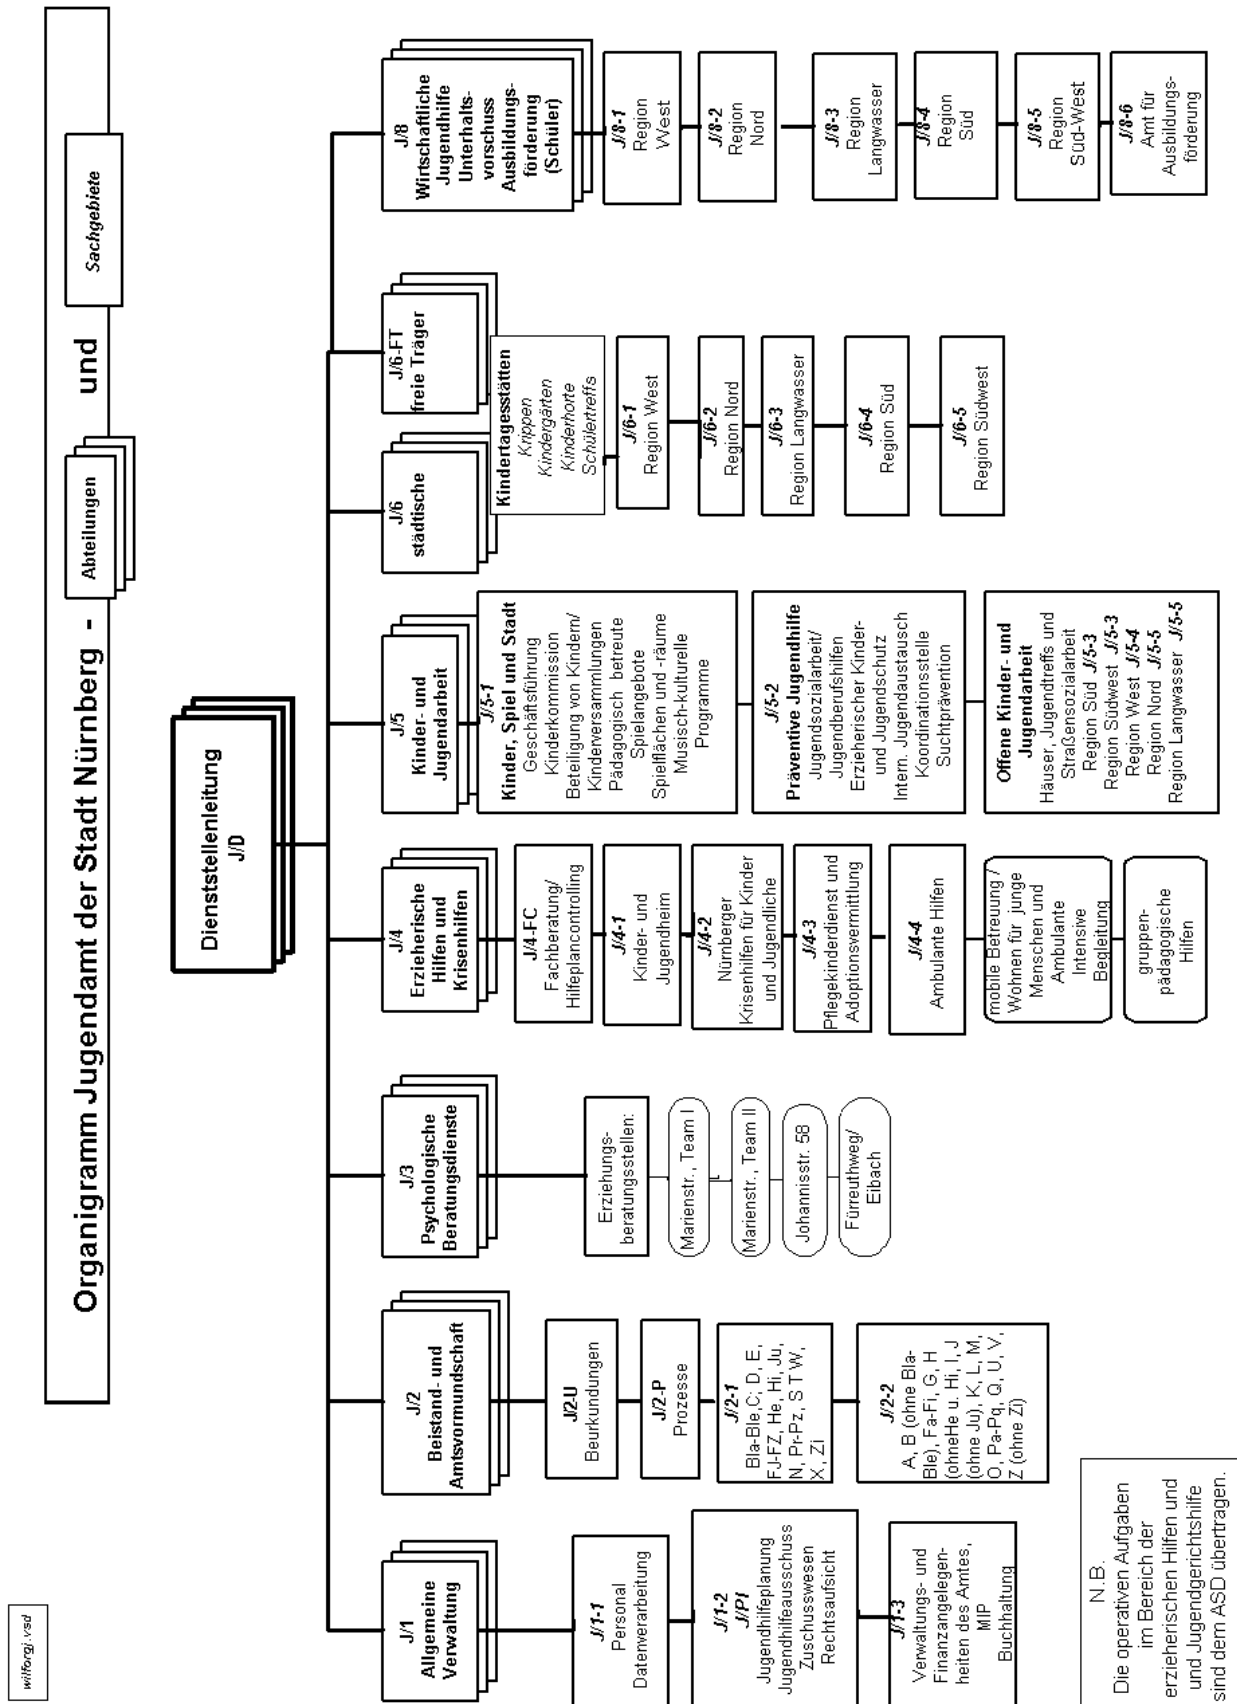 wilforgj.vsd
Organigramm Jugendamt der Stadt Nürnberg - Abteilungen und Sachgebiete
Dienststellenleitung
J/D
J/1
Allgemeine
Verwaltung
J/1-1
Personal
Datenverarbeitung
J/1-2
J/Pl
Jugendhilfeplanung
Jugendhilfeausschuss
Zuschusswesen
Rechtsaufsicht
J/1-3
Verwaltungs- und
Finanzangelegen-
heiten des Amtes,
MIP
Buchhaltung
J/2
Beistand- und
Amtsvormundschaft
J/2-U
Beurkundungen
J/2-P
Prozesse
J/2-1
Bla-Ble,C; D, E,
FJ-FZ, He, Hi, Ju,
N, Pr-Pz, S T W,
X, Zi
J/2-2
A, B (ohne Bla-
Ble), Fa-Fi, G, H
(ohneHe u. Hi, I, J
(ohne Ju), K, L, M,
O, Pa-Pq, Q, U, V,
Z (ohne Zi)
J/3
Psychologische
Beratungsdienste
Erziehungs-
beratungsstellen:
Marienstr., Team I
Marienstr., Team II
Johannisstr. 58
Fürreuthweg/
Eibach
J/4
Erzieherische
Hilfen und
Krisenhilfen
J/4-FC
Fachberatung/
Hilfeplancontrolling
J/4-1
Kinder- und
Jugendheim
J/4-2
Nürnberger
Krisenhilfen für Kinder
und Jugendliche
J/4-3
Pflegekinderdienst und
Adoptionsvermittlung
J/4-4
Ambulante Hilfen
mobile Betreuung /
Wohnen für junge
Menschen und
Ambulante
Intensive
Begleitung
gruppen-
pädagogische
Hilfen
J/5
Kinder- und
Jugendarbeit
J/5-1
Kinder, Spiel und Stadt
Geschäftsführung
Kinderkommission
Beteiligung von Kindern/
Kinderversammlungen
Pädagogisch betreute
Spielangebote
Spielflächen und -räume
Musisch-kulturelle
Programme
J/5-2
Präventive Jugendhilfe
Jugendsozialarbeit/
Jugendberufshilfen
Erzieherischer Kinder-
und Jugendschutz
Intern. Jugendaustausch
Koordinationsstelle
Suchtprävention
Offene Kinder- und
Jugendarbeit
Häuser, Jugendtreffs und
Straßensozialarbeit
Region Süd J/5-3
Region Südwest J/5-3
Region West J/5-4
Region Nord J/5-5
Region Langwasser J/5-5
J/6
städtische
J/6-FT
freie Träger
Kindertagesstätten
Krippen
Kindergärten
Kinderhorte
Schülertreffs
J/6-1
Region West
J/6-2
Region Nord
J/6-3
Region Langwasser
J/6-4
Region Süd
J/6-5
Region Südwest
J/8
Wirtschaftliche
Jugendhilfe
Unterhalts-
vorschuss
Ausbildungs-
förderung
(Schüler)
J/8-1
Region
West
J/8-2
Region
Nord
J/8-3
Region
Langwasser
J/8-4
Region
Süd
J/8-5
Region
Süd-West
J/8-6
Amt für
Ausbildungs-
förderung
N.B.
Die operativen Aufgaben
im Bereich der
erzieherischen Hilfen und
und Jugendgerichtshilfe
sind dem ASD übertragen.